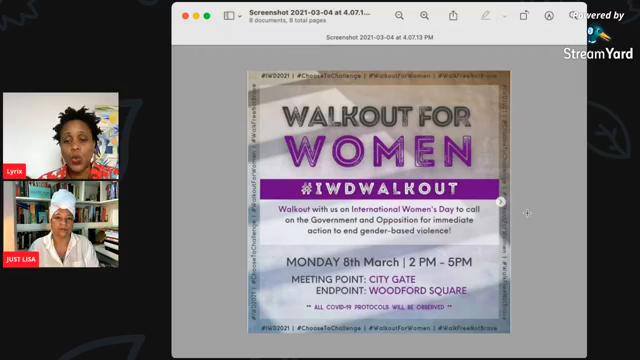 Screenshot 2021-03-04 at 4.07.1...
8 documents, 8 total pages
Powered by
StreamYard
Screenshot 2021-03-04 at 4.07.13 PM
#IWD2021 | #ChooseToChallenge | #WalkoutForWomen | #WalkFreeNotBrave
WALKOUT FOR
WOMEN
#IWDWALKOUT
Walkout with us on International Women's Day to call
on the Government and Opposition for immediate
action to end gender-based violence!
MONDAY 8th March | 2 PM - 5PM
MEETING POINT: CITY GATE
ENDPOINT: WOODFORD SQUARE
** ALL COVID-19 PROTOCOLS WILL BE OBSERVED **
#IWD2021 | #ChooseToChallenge | #WalkoutForWomen | #WalkFreeNotBrave
#IWD2021 | #ChooseToChallenge | #WalkoutForWomen | #WalkFreeNotBrave
Lyrix
JUST LISA